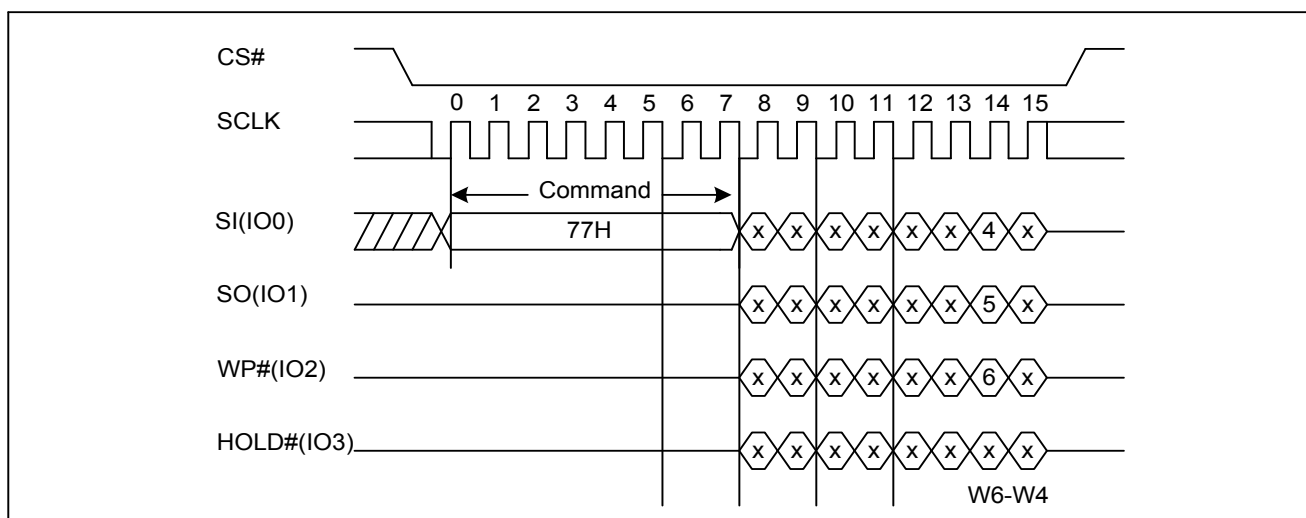 CS#
0 1 2 3 4 5 6 7 8 9 10 11 12 13 14 15
SCLK
Command
SI(IO0) 77H x x x x x x 4 x
SO(IO1) x x x x x x 5 x
WP#(IO2) x x x x x x 6 x
HOLD#(IO3) x x x x x x x x
W6-W4